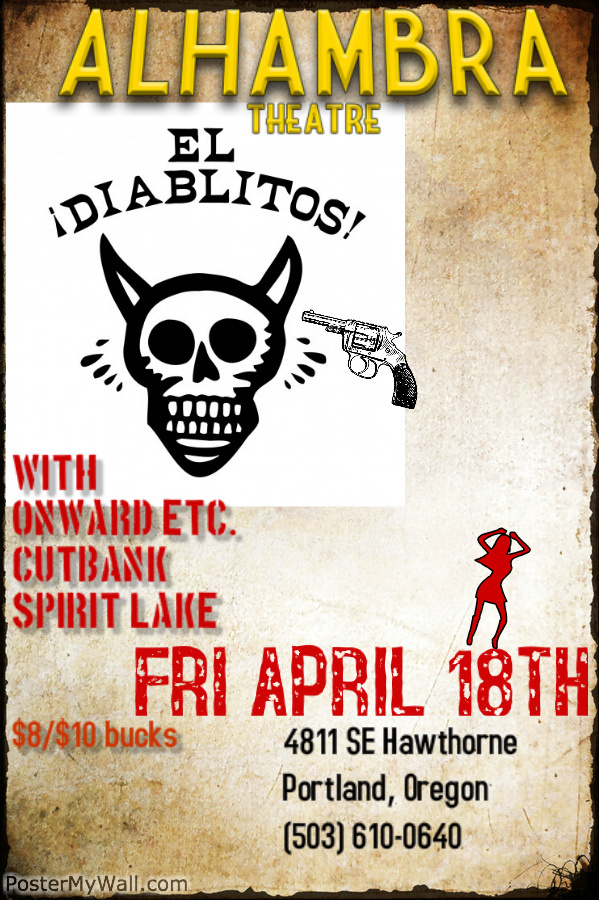 ALHAMBRA
THEATRE
EL
¡DIABLITOS!
WITH
ONWARD ETC.
CUTBANK
SPIRIT LAKE
FRI APRIL 18TH
$8/$10 bucks
4811 SE Hawthorne
Portland, Oregon
(503) 610-0640
PosterMyWall.com